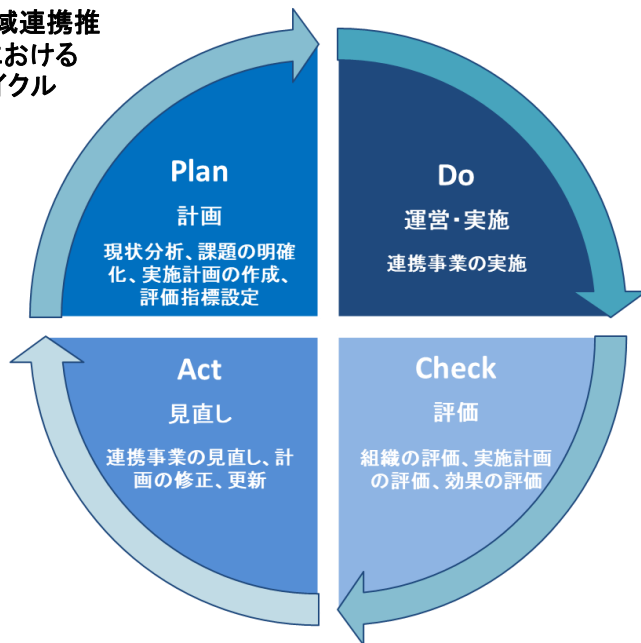 域連携推
における
イクル
Plan
計画
現状分析、課題の明確
化、実施計画の作成、
評価指標設定
Do
運営・実施
連携事業の実施
Act
見直し
連携事業の見直し、計
画の修正、更新
Check
評価
組織の評価、実施計画
の評価、効果の評価